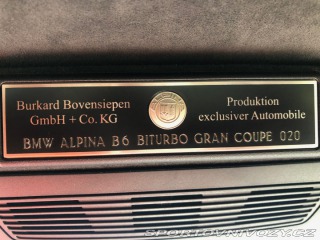 Burkard Bovensiepen
GmbH + Co. KG
Produktion
exclusiver Automobile
BMW ALPINA B6 BITURBO GRAN COUPE 020
SPORTOVNIVOZY.CZ